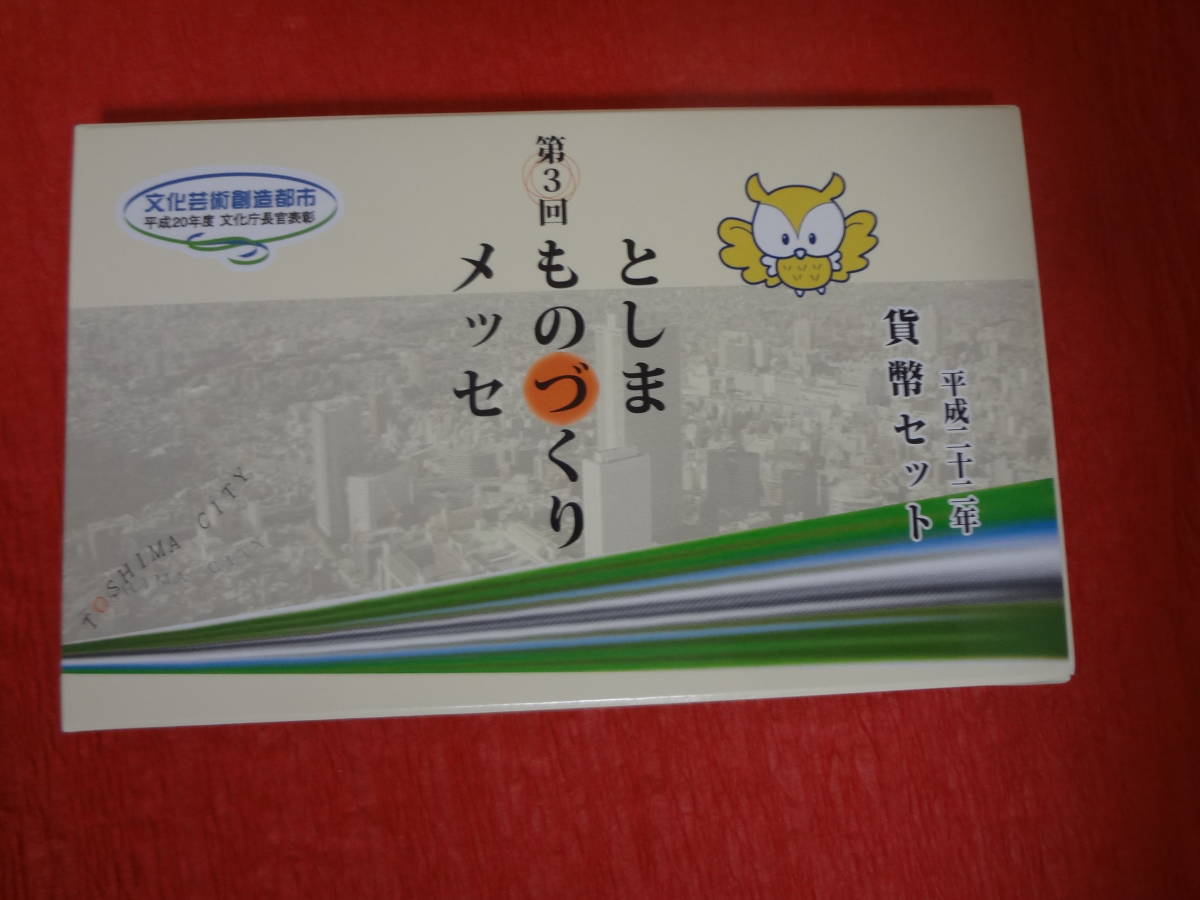 平成二十二年
貨幣セット
としま
第3回 ものづくり
メッセ
文化芸術創造都市
平成20年度 文化庁長官表彰
TOSHIMA CITY
TOSHIMA CITY